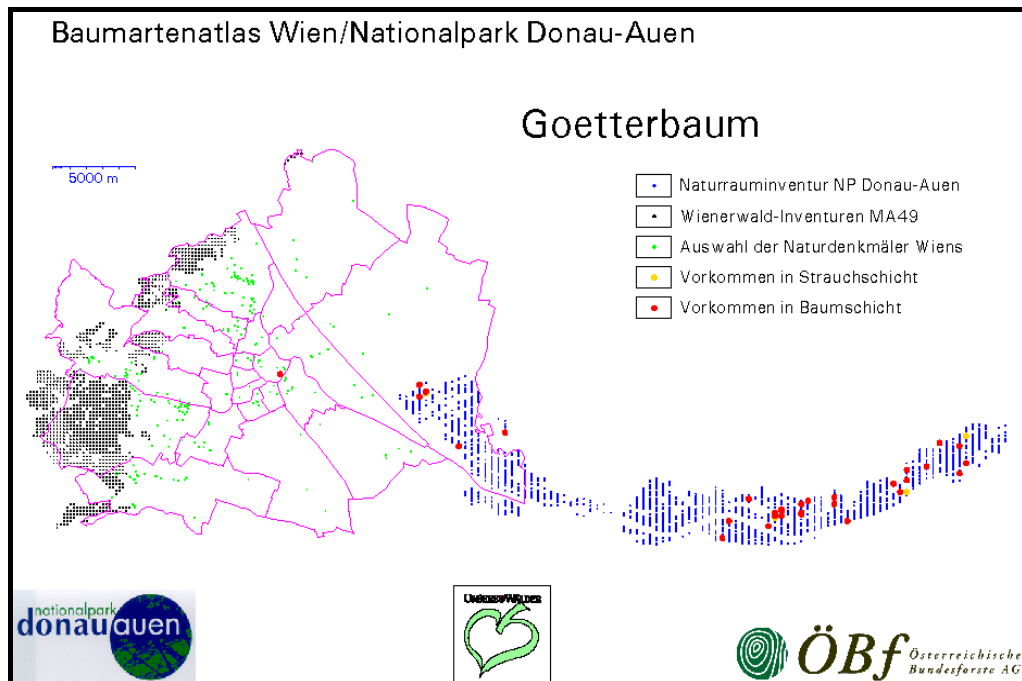 Baumartenatlas Wien/Nationalpark Donau-Auen
Goetterbaum
5000 m
Naturrauminventur NP Donau-Auen
Wienerwald-Inventuren MA49
Auswahl der Naturdenkmäler Wiens
Vorkommen in Strauchschicht
Vorkommen in Baumschicht
nationalpark
donauauen
ÖBf
Österreichische
Bundesforste AG